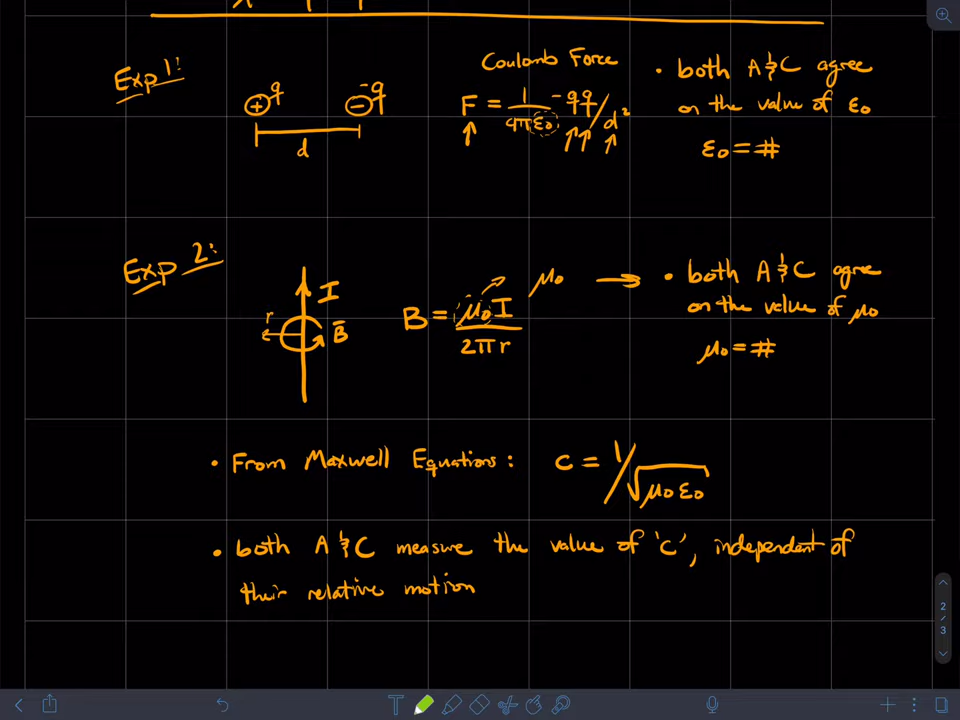 Exp 1:
q
-q
+
−
d
Coulomb Force
F = 1/4πε₀ -qq/d²
• both A & C agree
on the value of ε₀
ε₀ = #
Exp 2:
I
r
B̄
B = μ₀I/2πr
μ₀
• both A & C agree
on the value of μ₀
μ₀ = #
• From Maxwell Equations: c = 1/√μ₀ε₀
• both A & C measure the value of 'c', independent of
their relative motion
2
/
3
T